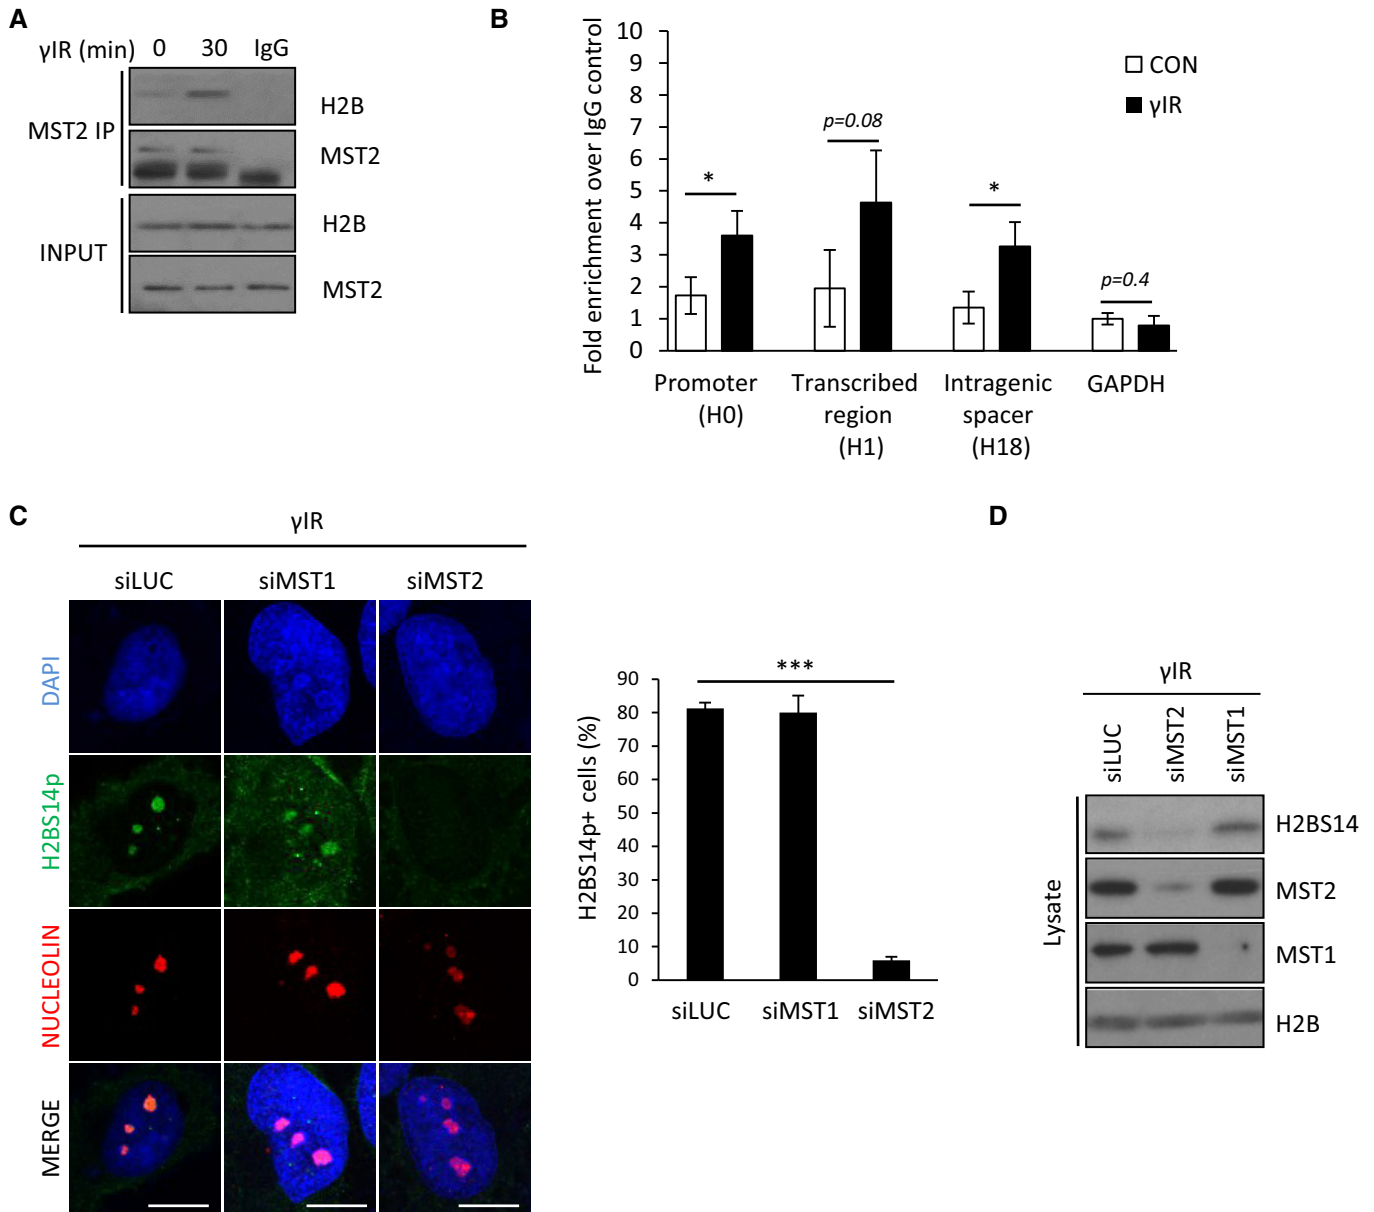 A
γIR (min) 0 30 IgG
MST2 IP
H2B
MST2
INPUT
H2B
MST2
B
Fold enrichment over IgG control
10
9
8
7
6
5
4
3
2
1
0
CON
γIR
*
p=0.08
*
p=0.4
Promoter
(H0)
Transcribed
region
(H1)
Intragenic
spacer
(H18)
GAPDH
C
γIR
siLUC siMST1 siMST2
DAPI
H2BS14p
NUCLEOLIN
MERGE
H2BS14p+ cells (%)
90
80
70
60
50
40
30
20
10
0
***
siLUC siMST1 siMST2
D
γIR
siLUC siMST2 siMST1
Lysate
H2BS14
MST2
MST1
H2B